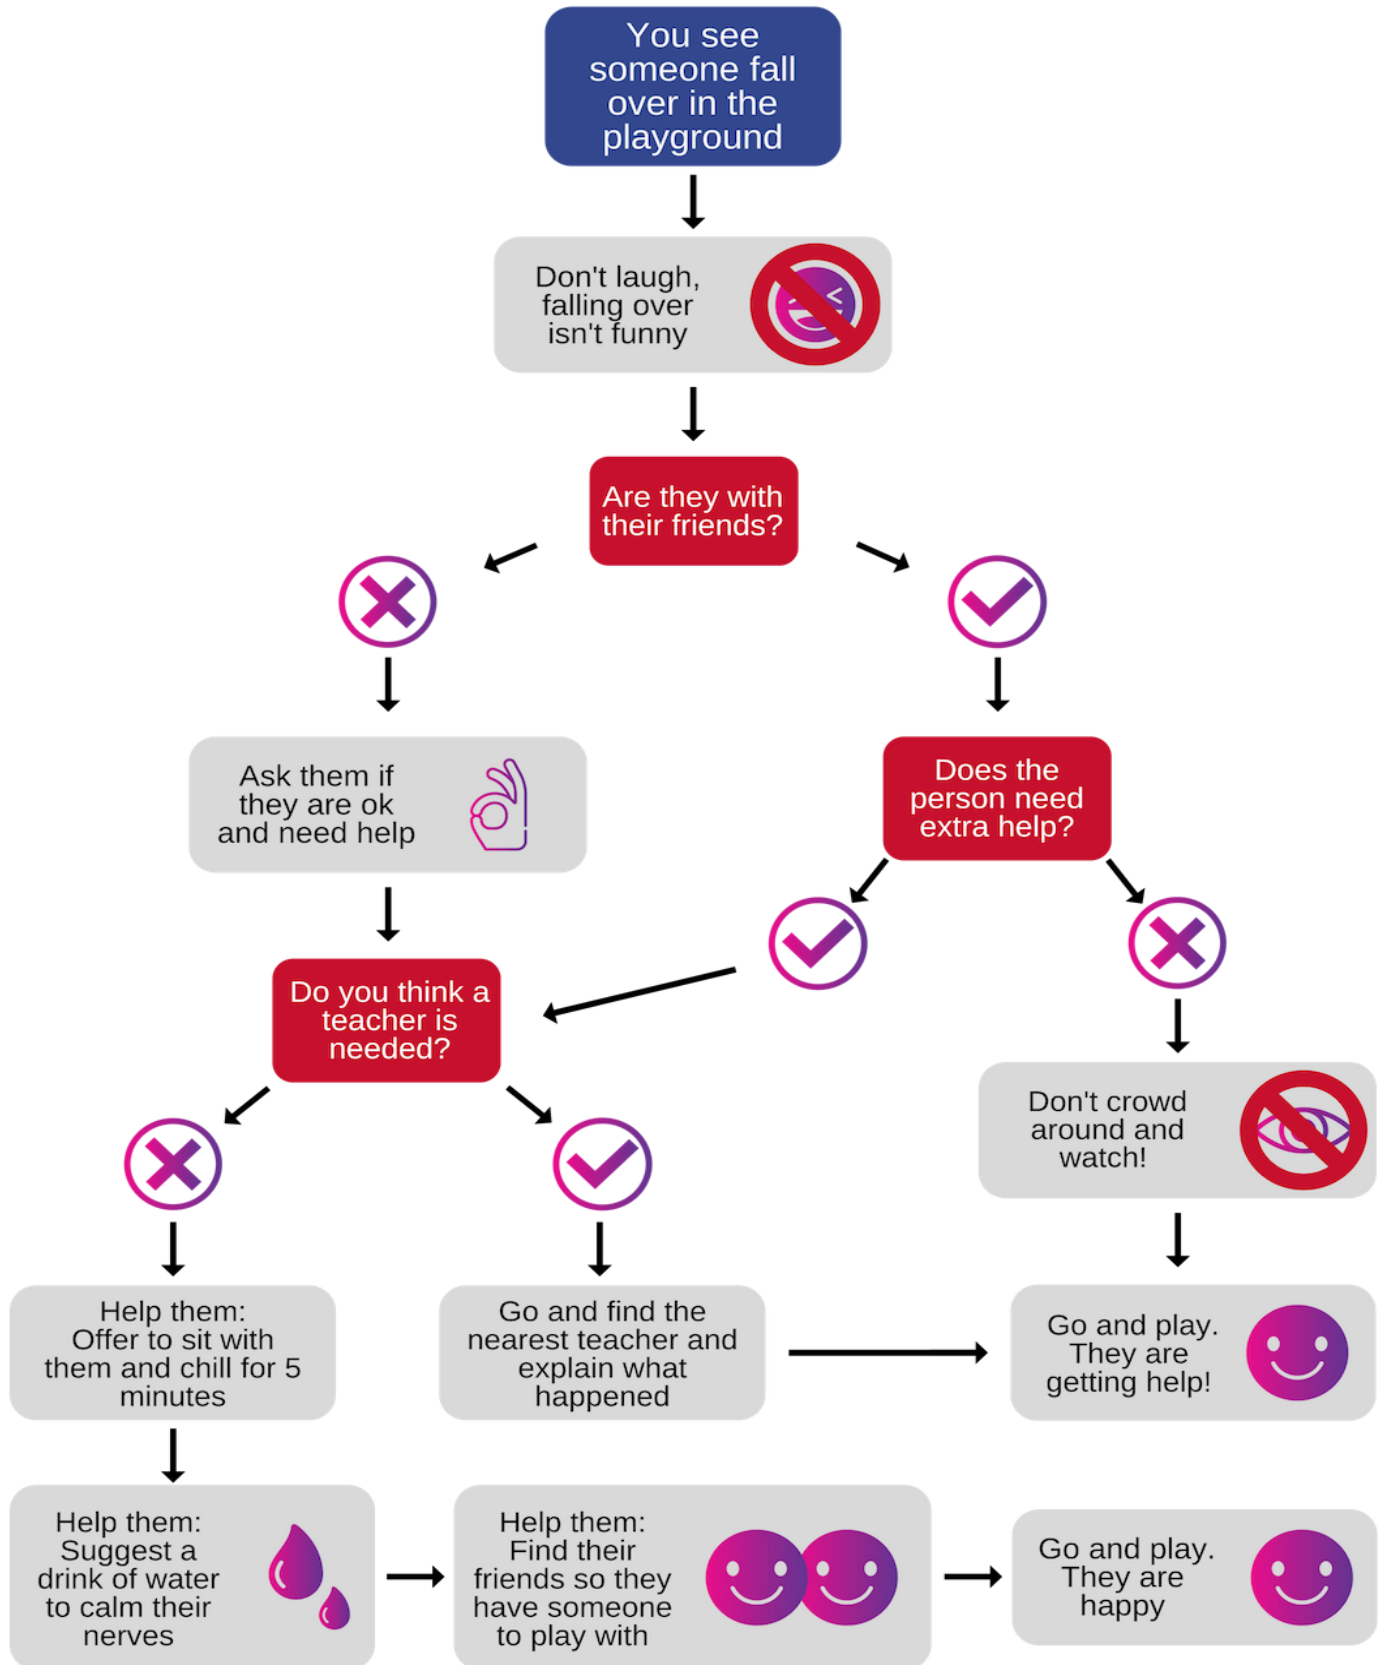 You see
someone fall
over in the
playground
Don't laugh,
falling over
isn't funny
Are they with
their friends?
Ask them if
they are ok
and need help
Does the
person need
extra help?
Do you think a
teacher is
needed?
Don't crowd
around and
watch!
Help them:
Offer to sit with
them and chill for 5
minutes
Go and find the
nearest teacher and
explain what
happened
Go and play.
They are
getting help!
Help them:
Suggest a
drink of water
to calm their
nerves
Help them:
Find their
friends so they
have someone
to play with
Go and play.
They are
happy